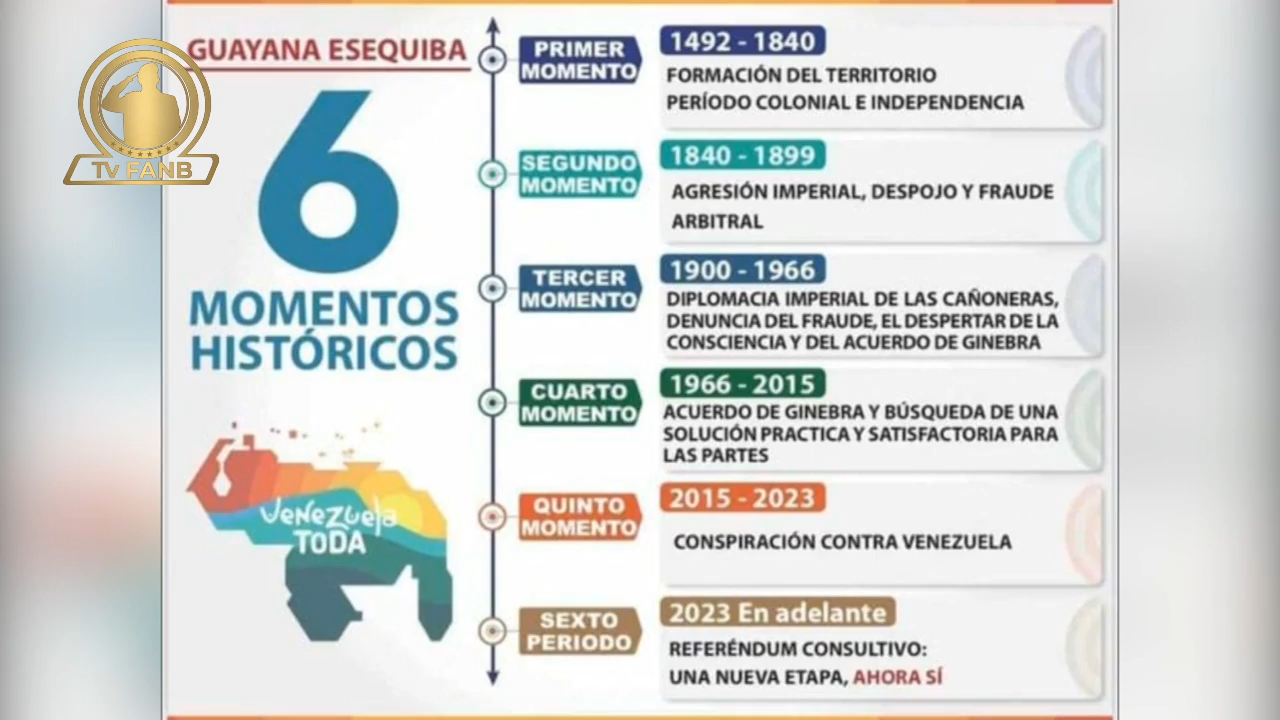 GUAYANA ESEQUIBA
Tv FANB
6
MOMENTOS
HISTÓRICOS
Venezuela
TODA
PRIMER
MOMENTO
1492 - 1840
FORMACIÓN DEL TERRITORIO
PERÍODO COLONIAL E INDEPENDENCIA
SEGUNDO
MOMENTO
1840 - 1899
AGRESIÓN IMPERIAL, DESPOJO Y FRAUDE
ARBITRAL
TERCER
MOMENTO
1900 - 1966
DIPLOMACIA IMPERIAL DE LAS CAÑONERAS,
DENUNCIA DEL FRAUDE, EL DESPERTAR DE LA
CONSCIENCIA Y DEL ACUERDO DE GINEBRA
CUARTO
MOMENTO
1966 - 2015
ACUERDO DE GINEBRA Y BÚSQUEDA DE UNA
SOLUCIÓN PRACTICA Y SATISFACTORIA PARA
LAS PARTES
QUINTO
MOMENTO
2015 - 2023
CONSPIRACIÓN CONTRA VENEZUELA
SEXTO
PERIODO
2023 En adelante
REFERÉNDUM CONSULTIVO:
UNA NUEVA ETAPA, AHORA SÍ